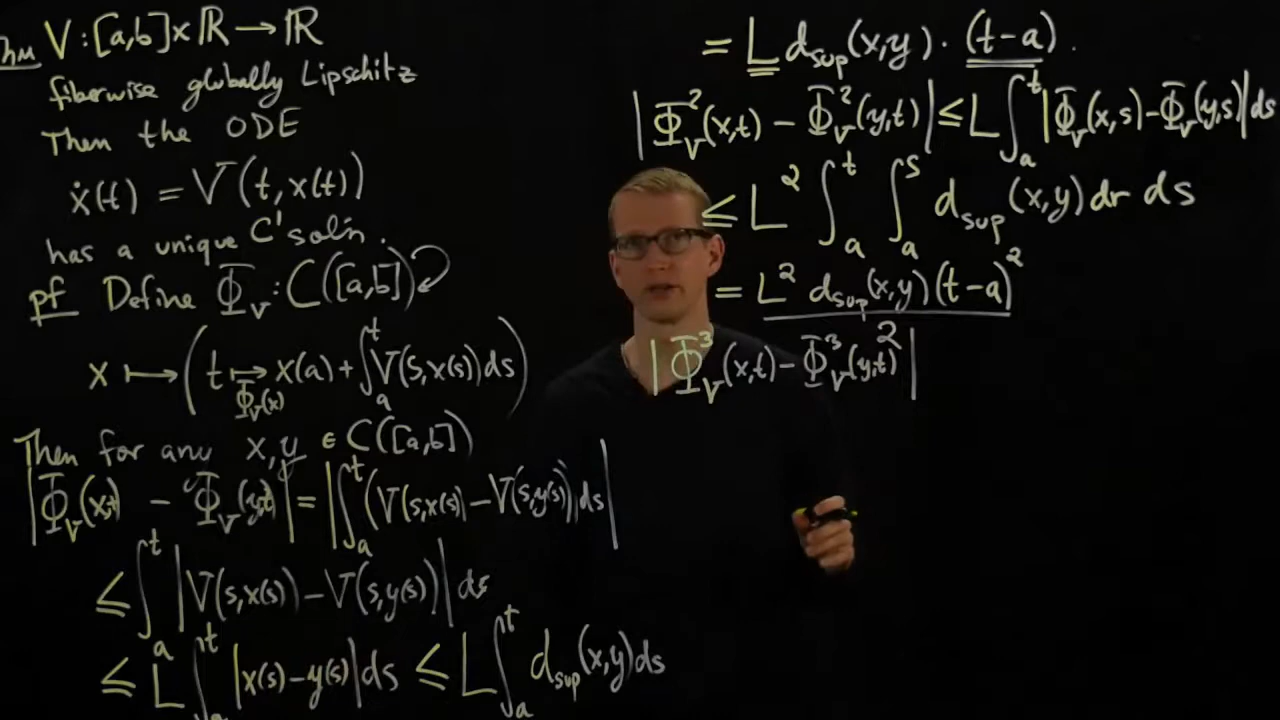 Thm V : [a,b] x ℝ → ℝ
fiberwise globally Lipschitz
Then the ODE
ẋ(t) = V(t, x(t))
has a unique C¹ soln.
pf Define Φ_V : C([a,b]) ↩
x ↦ ( t ↦ x(a) + ∫_a^t V(s, x(s)) ds )
Φ_V(x)
Then for any x,y ∈ C([a,b])
|Φ_V(x,t) - Φ_V(y,t)| = |∫_a^t (V(s,x(s)) - V(s,y(s))) ds|
≤ ∫_a^t |V(s,x(s)) - V(s,y(s))| ds
≤ L ∫_a^t |x(s) - y(s)| ds ≤ L ∫_a^t d_sup(x,y) ds
= L d_sup(x,y) · (t-a).
|Φ_V^2(x,t) - Φ_V^2(y,t)| ≤ L ∫_a^t |Φ_V(x,s) - Φ_V(y,s)| ds
≤ L^2 ∫_a^t ∫_a^s d_sup(x,y) dr ds
= L^2 d_sup(x,y) (t-a)^2
2
|Φ_V^3(x,t) - Φ_V^3(y,t)|